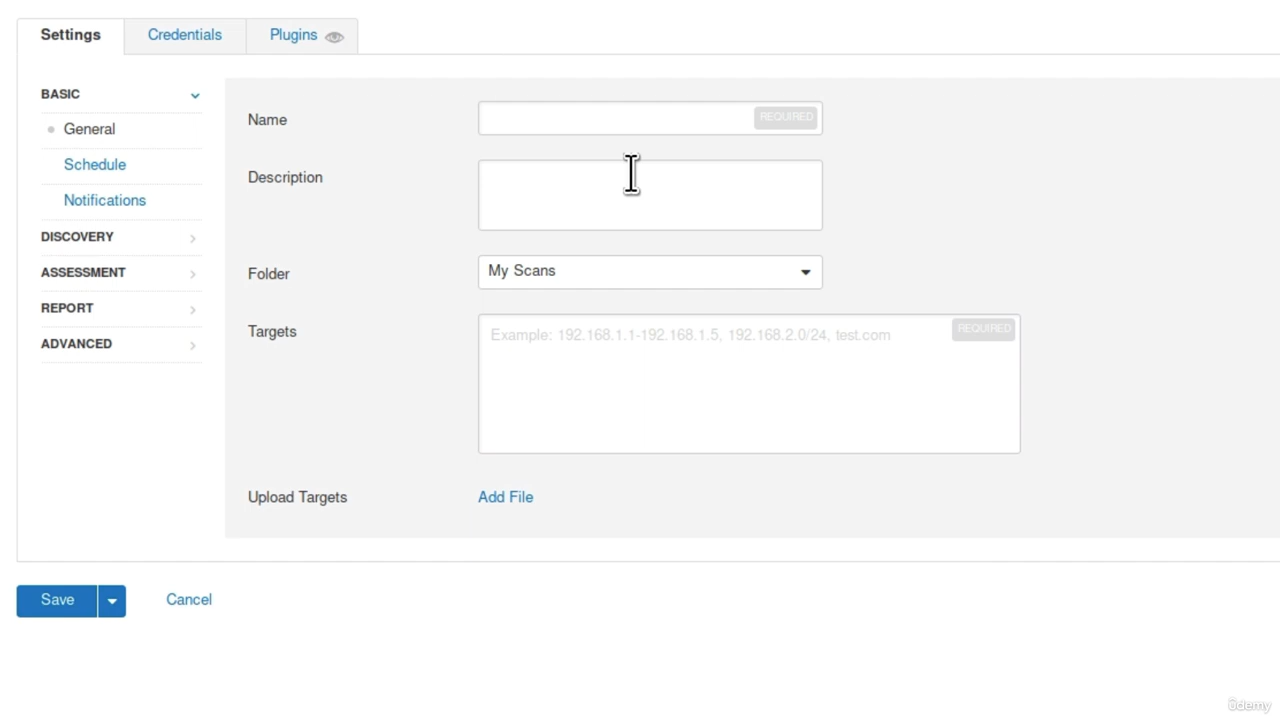 Settings
Credentials
Plugins
BASIC
General
Schedule
Notifications
DISCOVERY
ASSESSMENT
REPORT
ADVANCED
Name
REQUIRED
Description
Folder
My Scans
Targets
Example: 192.168.1.1-192.168.1.5, 192.168.2.0/24, test.com
REQUIRED
Upload Targets
Add File
Save
Cancel
ûdemy